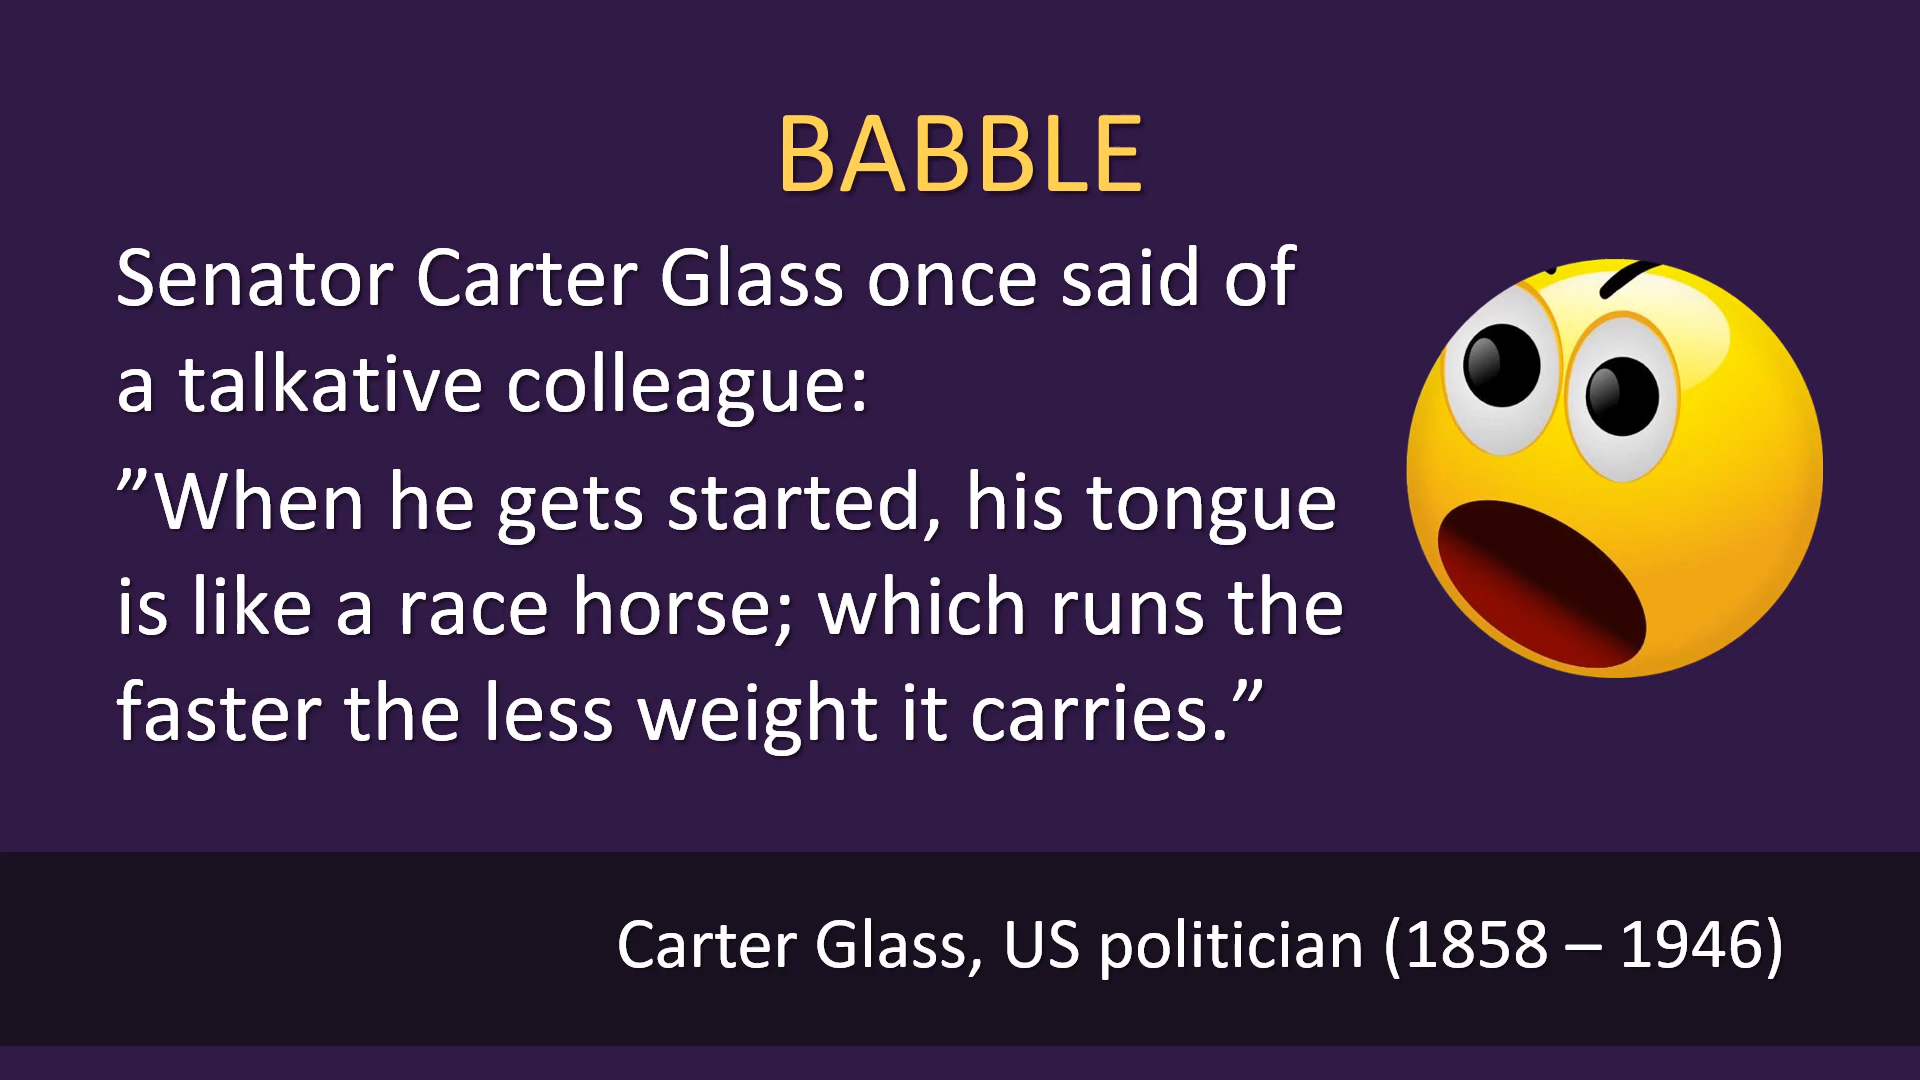 BABBLE
Senator Carter Glass once said of
a talkative colleague:
”When he gets started, his tongue
is like a race horse; which runs the
faster the less weight it carries.”
Carter Glass, US politician (1858 – 1946)